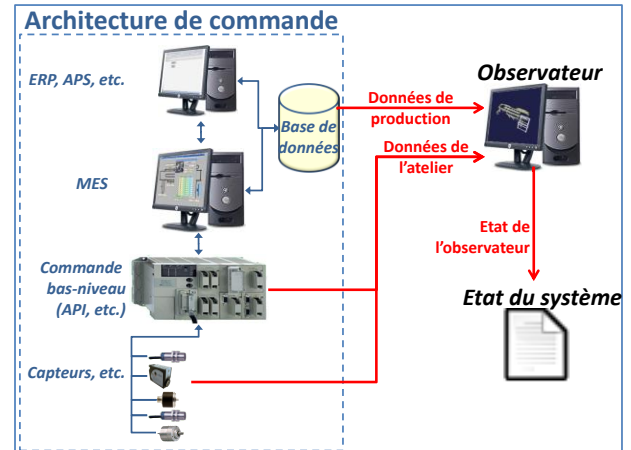 Architecture de commande
ERP, APS, etc.
Observateur
Données de
production
Base de
données
Données de
l'atelier
MES
Etat de
l'observateur
Commande
bas-niveau
(API, etc.)
Etat du système
Capteurs, etc.